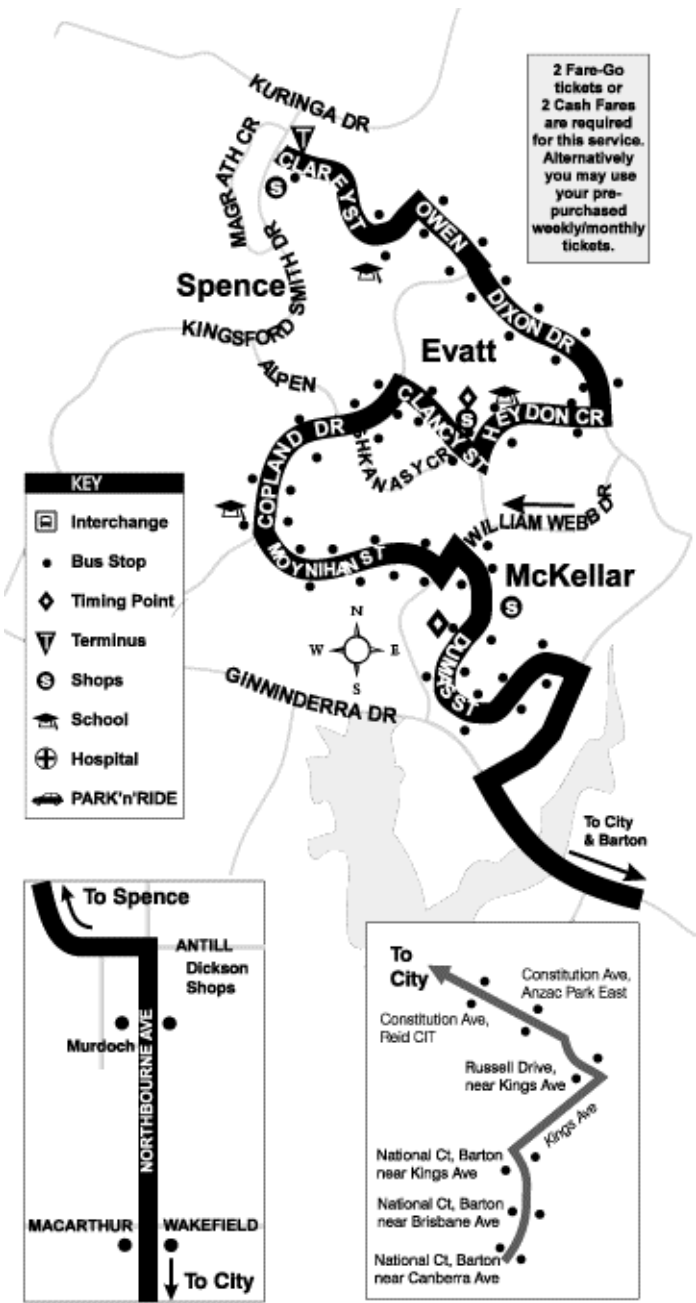 2 Fare-Go
tickets or
2 Cash Fares
are required
for this service.
Alternatively
you may use
your pre-
purchased
weekly/monthly
tickets.
KURINGA DR
MAGRATH CR
T
CLAREY ST
S
OWEN
Spence
KINGSFORD SMITH DR
DIXON DR
Evatt
ALPEN
S
CLANCY ST
HEYDON CR
COPLAND DR
SHKANASY CR
WILLIAM WEBB DR
MOYNIHAN ST
McKellar
S
DUMAS ST
N
W
E
S
GINNINDERRA DR
To City
& Barton
KEY
Interchange
Bus Stop
Timing Point
T Terminus
S Shops
School
Hospital
PARK'n'RIDE
To Spence
ANTILL
Dickson
Shops
Murdoch
NORTHBOURNE AVE
MACARTHUR
WAKEFIELD
To City
To
City
Constitution Ave,
Anzac Park East
Constitution Ave,
Reid CIT
Russell Drive,
near Kings Ave
Kings Ave
National Ct, Barton
near Kings Ave
National Ct, Barton
near Brisbane Ave
National Ct, Barton
near Canberra Ave